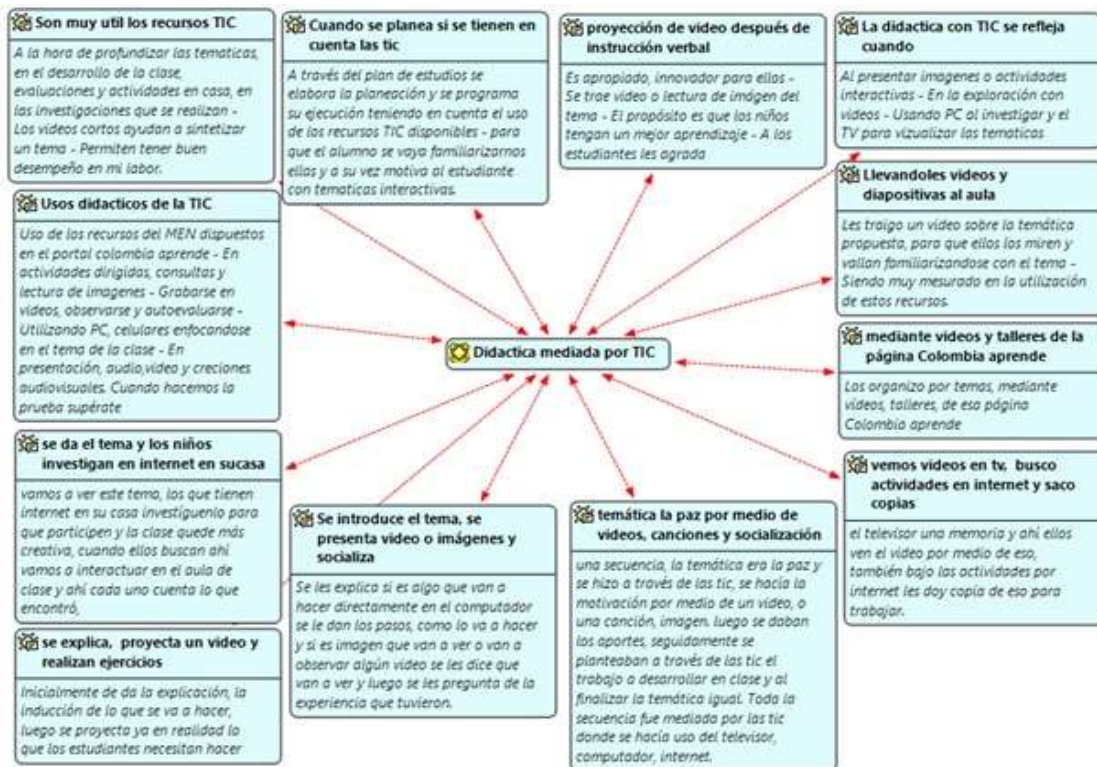 Son muy util los recursos TIC
A la hora de profundizar las tematicas,
en el desarrollo de la clase,
evaluaciones y actividades en casa, en
las investigaciones que se realizan -
Los videos cortos ayudan a sintetizar
un tema - Permiten tener buen
desempeño en mi labor.
Cuando se planea si se tienen en
cuenta las tic
A través del plan de estudios se
elabora la planeación y se programa
su ejecución teniendo en cuenta el uso
de los recursos TIC disponibles - para
que el alumno se vaya familiarizarnos
ellas y a su vez motiva al estudiante
con tematicas interactivas.
proyección de video después de
instrucción verbal
Es apropiado, innovador para ellos -
Se trae video o lectura de imágen del
tema - El propósito es que los niños
tengan un mejor aprendizaje - A los
estudiantes les agrada
La didactica con TIC se refleja
cuando
Al presentar imagenes o actividades
interactivas - En la exploración con
videos - Usando PC al investigar y el
TV para vizualizar las tematicas
Usos didacticos de la TIC
Uso de los recursos del MEN dispuestos
en el portal colombia aprende - En
actividades dirigidas, consultas y
lectura de imagenes - Grabarse en
videos, observarse y autoevaluarse -
Utilizando PC, celulares enfocandose
en el tema de la clase - En
presentación, audio,video y creciones
audiovisuales. Cuando hacemos la
prueba supérate
Llevandoles videos y
diapositivas al aula
Les traigo un video sobre la temática
propuesta, para que ellos los miren y
vallan familiarizandose con el tema -
Siendo muy mesurado en la utilización
de estos recursos.
Didactica mediada por TIC
mediante videos y talleres de la
página Colombia aprende
Los organizo por temas, mediante
videos, talleres, de esa página
Colombia aprende
se da el tema y los niños
investigan en internet en sucasa
vamos a ver este tema, los que tienen
internet en su casa investíguenlo para
que participen y la clase quede más
creativa, cuando ellos buscan ahí
vamos a interactuar en el aula de
clase y ahí cada uno cuenta lo que
encontró,
vemos videos en tv, busco
actividades en internet y saco
copias
el televisor una memoria y ahí ellos
ven el video por medio de eso,
también bajo las actividades por
internet les doy copia de eso para
trabajar.
Se introduce el tema, se
presenta video o imágenes y
socializa
Se les explica si es algo que van a
hacer directamente en el computador
se le dan los pasos, como lo va a hacer
y si es imagen que van a ver o van a
observar algún video se les dice que
van a ver y luego se les pregunta de la
experiencia que tuvieron.
temática la paz por medio de
videos, canciones y socialización
una secuencia, la temática era la paz y
se hizo a través de las tic, se hacía la
motivación por medio de un video, o
una canción, imagen. luego se daban
los aportes, seguidamente se
planteaban a través de las tic el
trabajo a desarrollar en clase y al
finalizar la temática igual. Toda la
secuencia fue mediada por las tic
donde se hacía uso del televisor,
computador, internet.
se explica, proyecta un video y
realizan ejercicios
Inicialmente de da la explicación, la
inducción de lo que se va a hacer,
luego se proyecta ya en realidad lo
que los estudiantes necesitan hacer